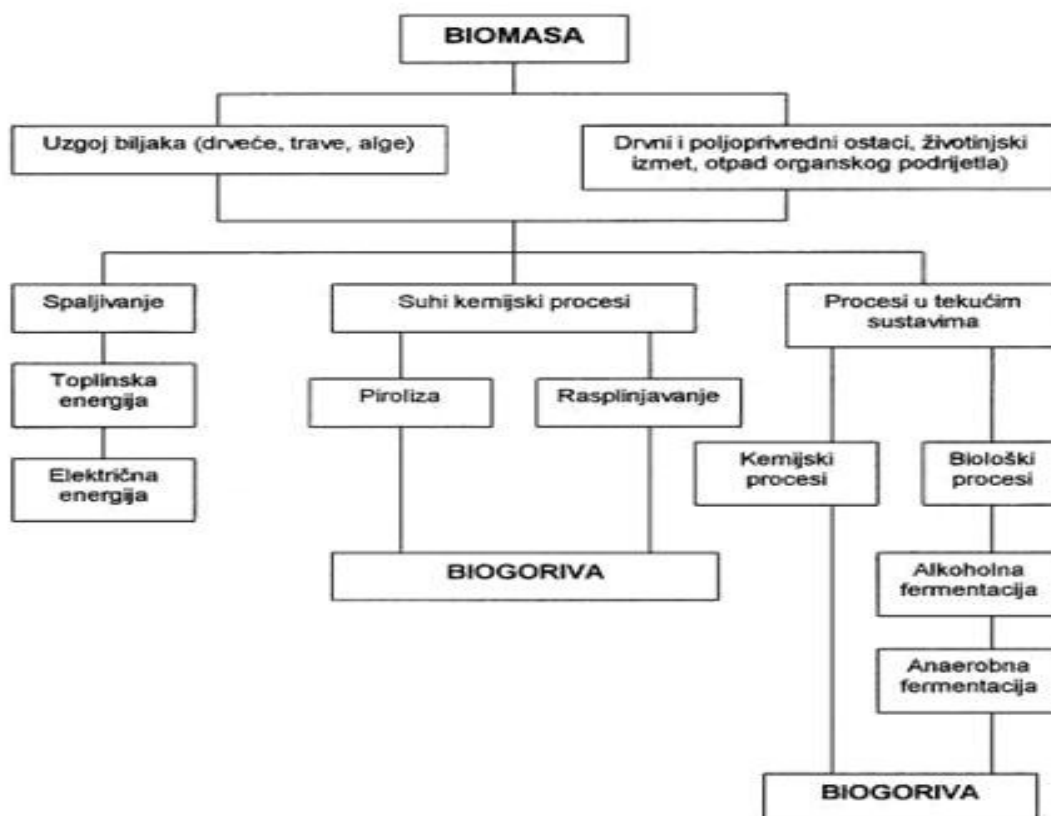 BIOMASA
Uzgoj biljaka (drveće, trave, alge)
Drvni i poljoprivredni ostaci, životinjski
izmet, otpad organskog podrijetla)
Spaljivanje
Suhi kemijski procesi
Procesi u tekućim
sustavima
Toplinska
energija
Piroliza
Rasplinjavanje
Električna
energija
Kemijski
procesi
Biološki
procesi
BIOGORIVA
Alkoholna
fermentacija
Anaerobna
fermentacija
BIOGORIVA